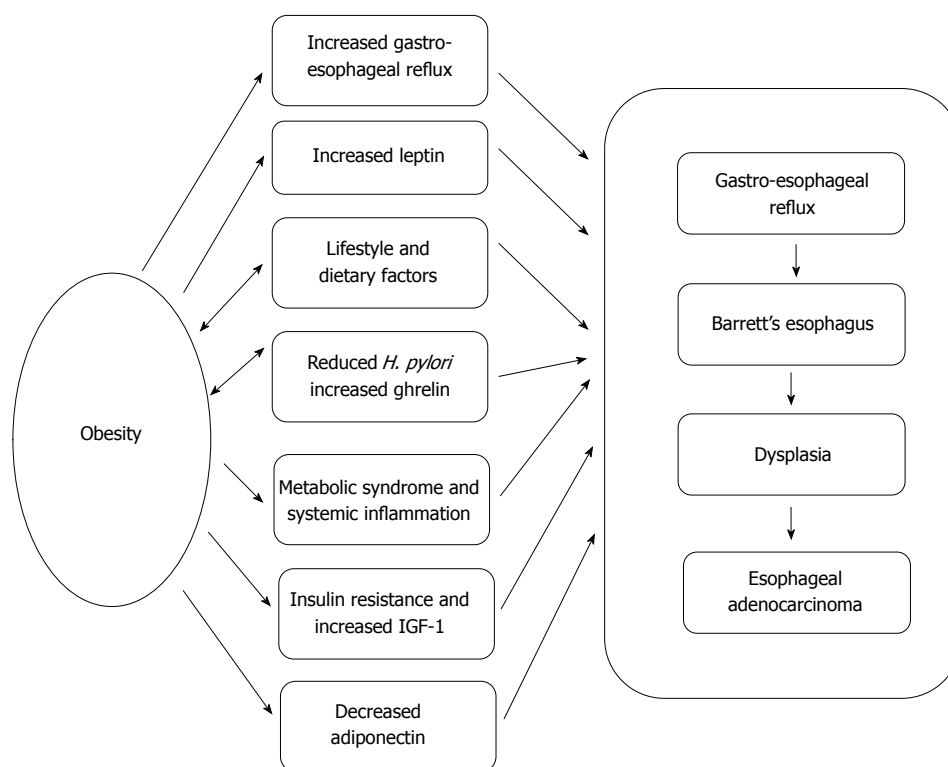 Obesity
Increased gastro-
esophageal reflux
Increased leptin
Lifestyle and
dietary factors
Reduced H. pylori
increased ghrelin
Metabolic syndrome and
systemic inflammation
Insulin resistance and
increased IGF-1
Decreased
adiponectin
Gastro-esophageal
reflux
Barrett’s esophagus
Dysplasia
Esophageal
adenocarcinoma